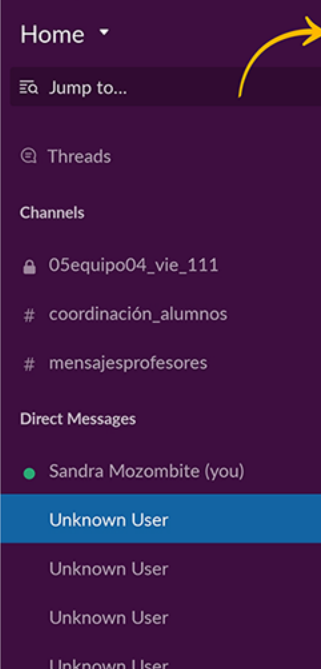 Home
Jump to...
Threads
Channels
05equipo04_vie_111
# coordinación_alumnos
# mensajesprofesores
Direct Messages
Sandra Mozombite (you)
Unknown User
Unknown User
Unknown User
Unknown User